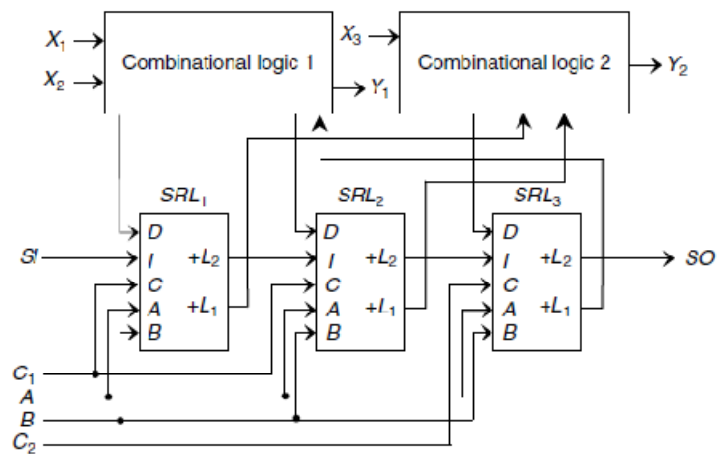 X1
X2
Combinational logic 1
Y1
X3
Combinational logic 2
Y2
SRL1
SRL2
SRL3
D
I
C
A
B
+L2
+L1
D
I
C
A
B
+L2
+L1
D
I
C
A
B
+L2
+L1
SI
SO
C1
A
B
C2